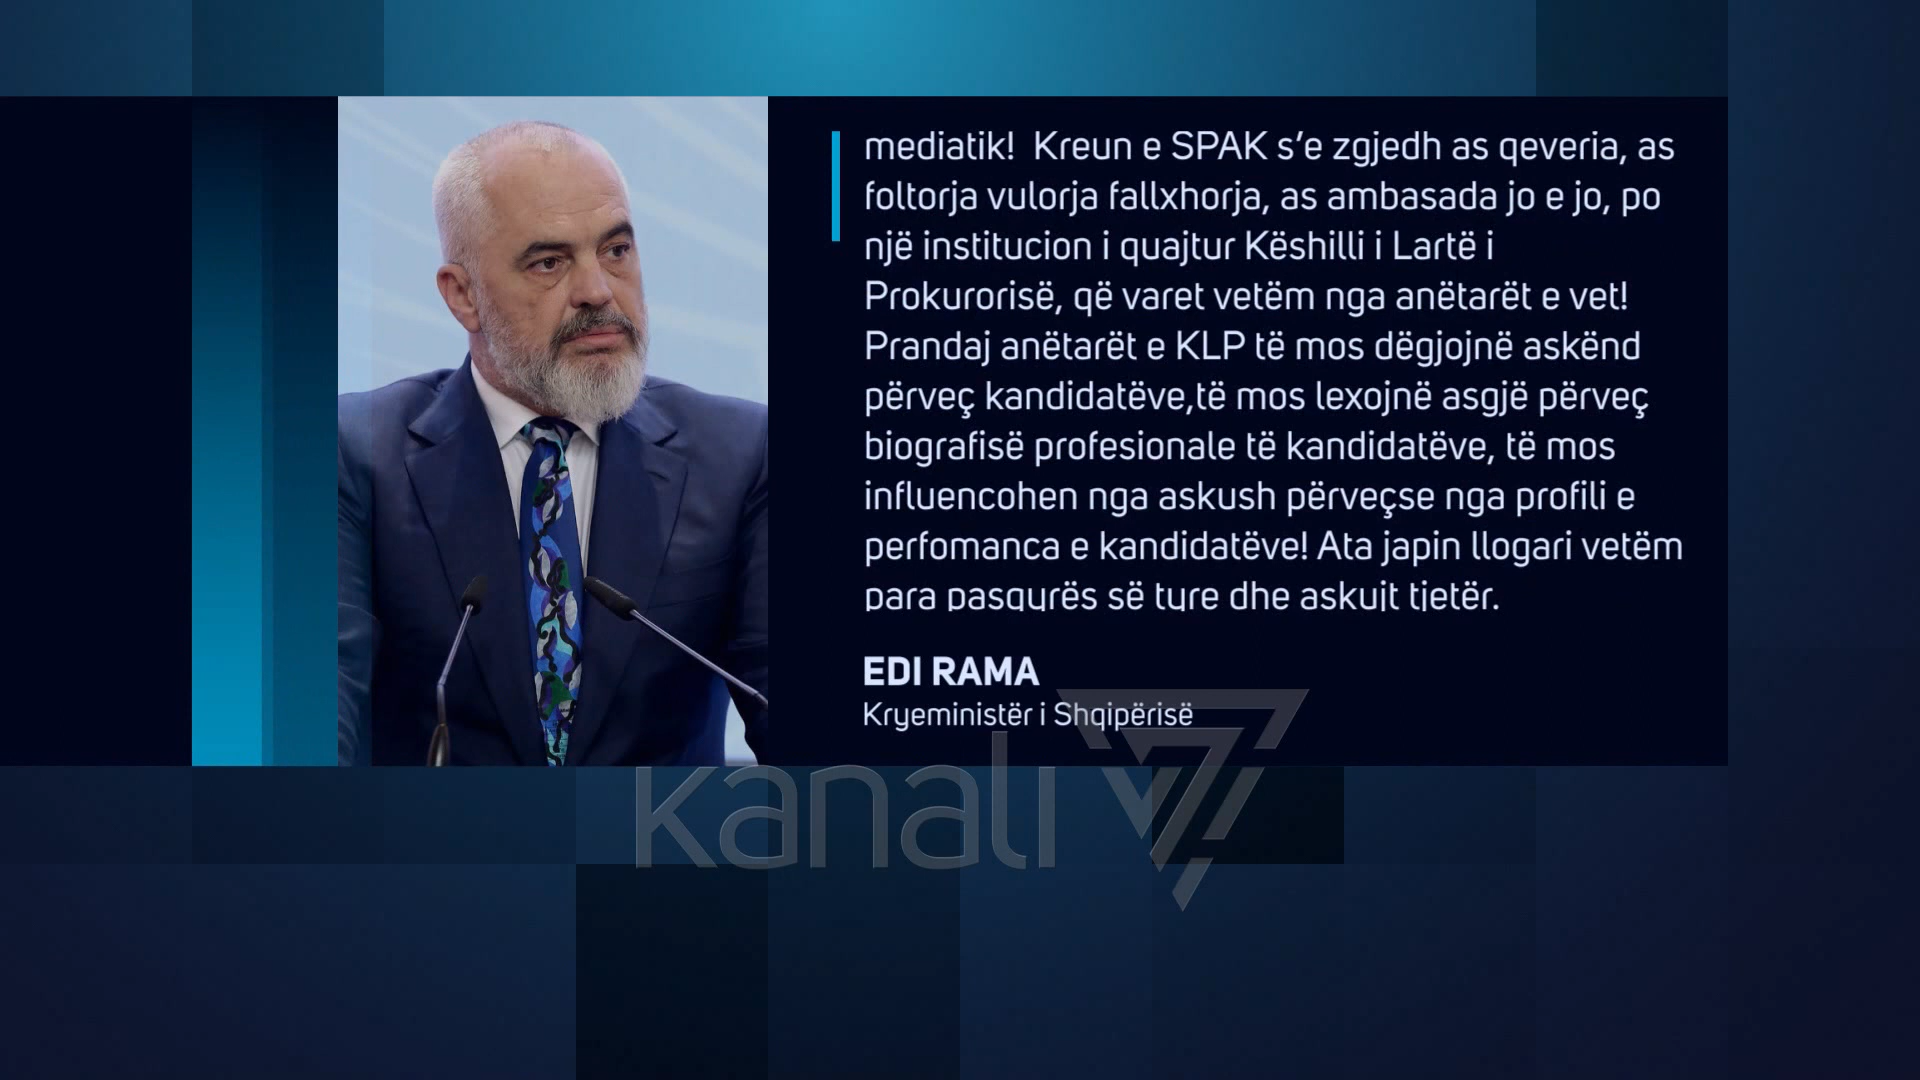 mediatik!  Kreun e SPAK s’e zgjedh as qeveria, as
foltorja vulorja fallxhorja, as ambasada jo e jo, po
një institucion i quajtur Këshilli i Lartë i
Prokurorisë, që varet vetëm nga anëtarët e vet!
Prandaj anëtarët e KLP të mos dëgjojnë askënd
përveç kandidatëve,të mos lexojnë asgjë përveç
biografisë profesionale të kandidatëve, të mos
influencohen nga askush përveçse nga profili e
perfomanca e kandidatëve! Ata japin llogari vetëm
para pasqyrës së tyre dhe askujt tjetër.
EDI RAMA
Kryeministër i Shqipërisë
kanali 7